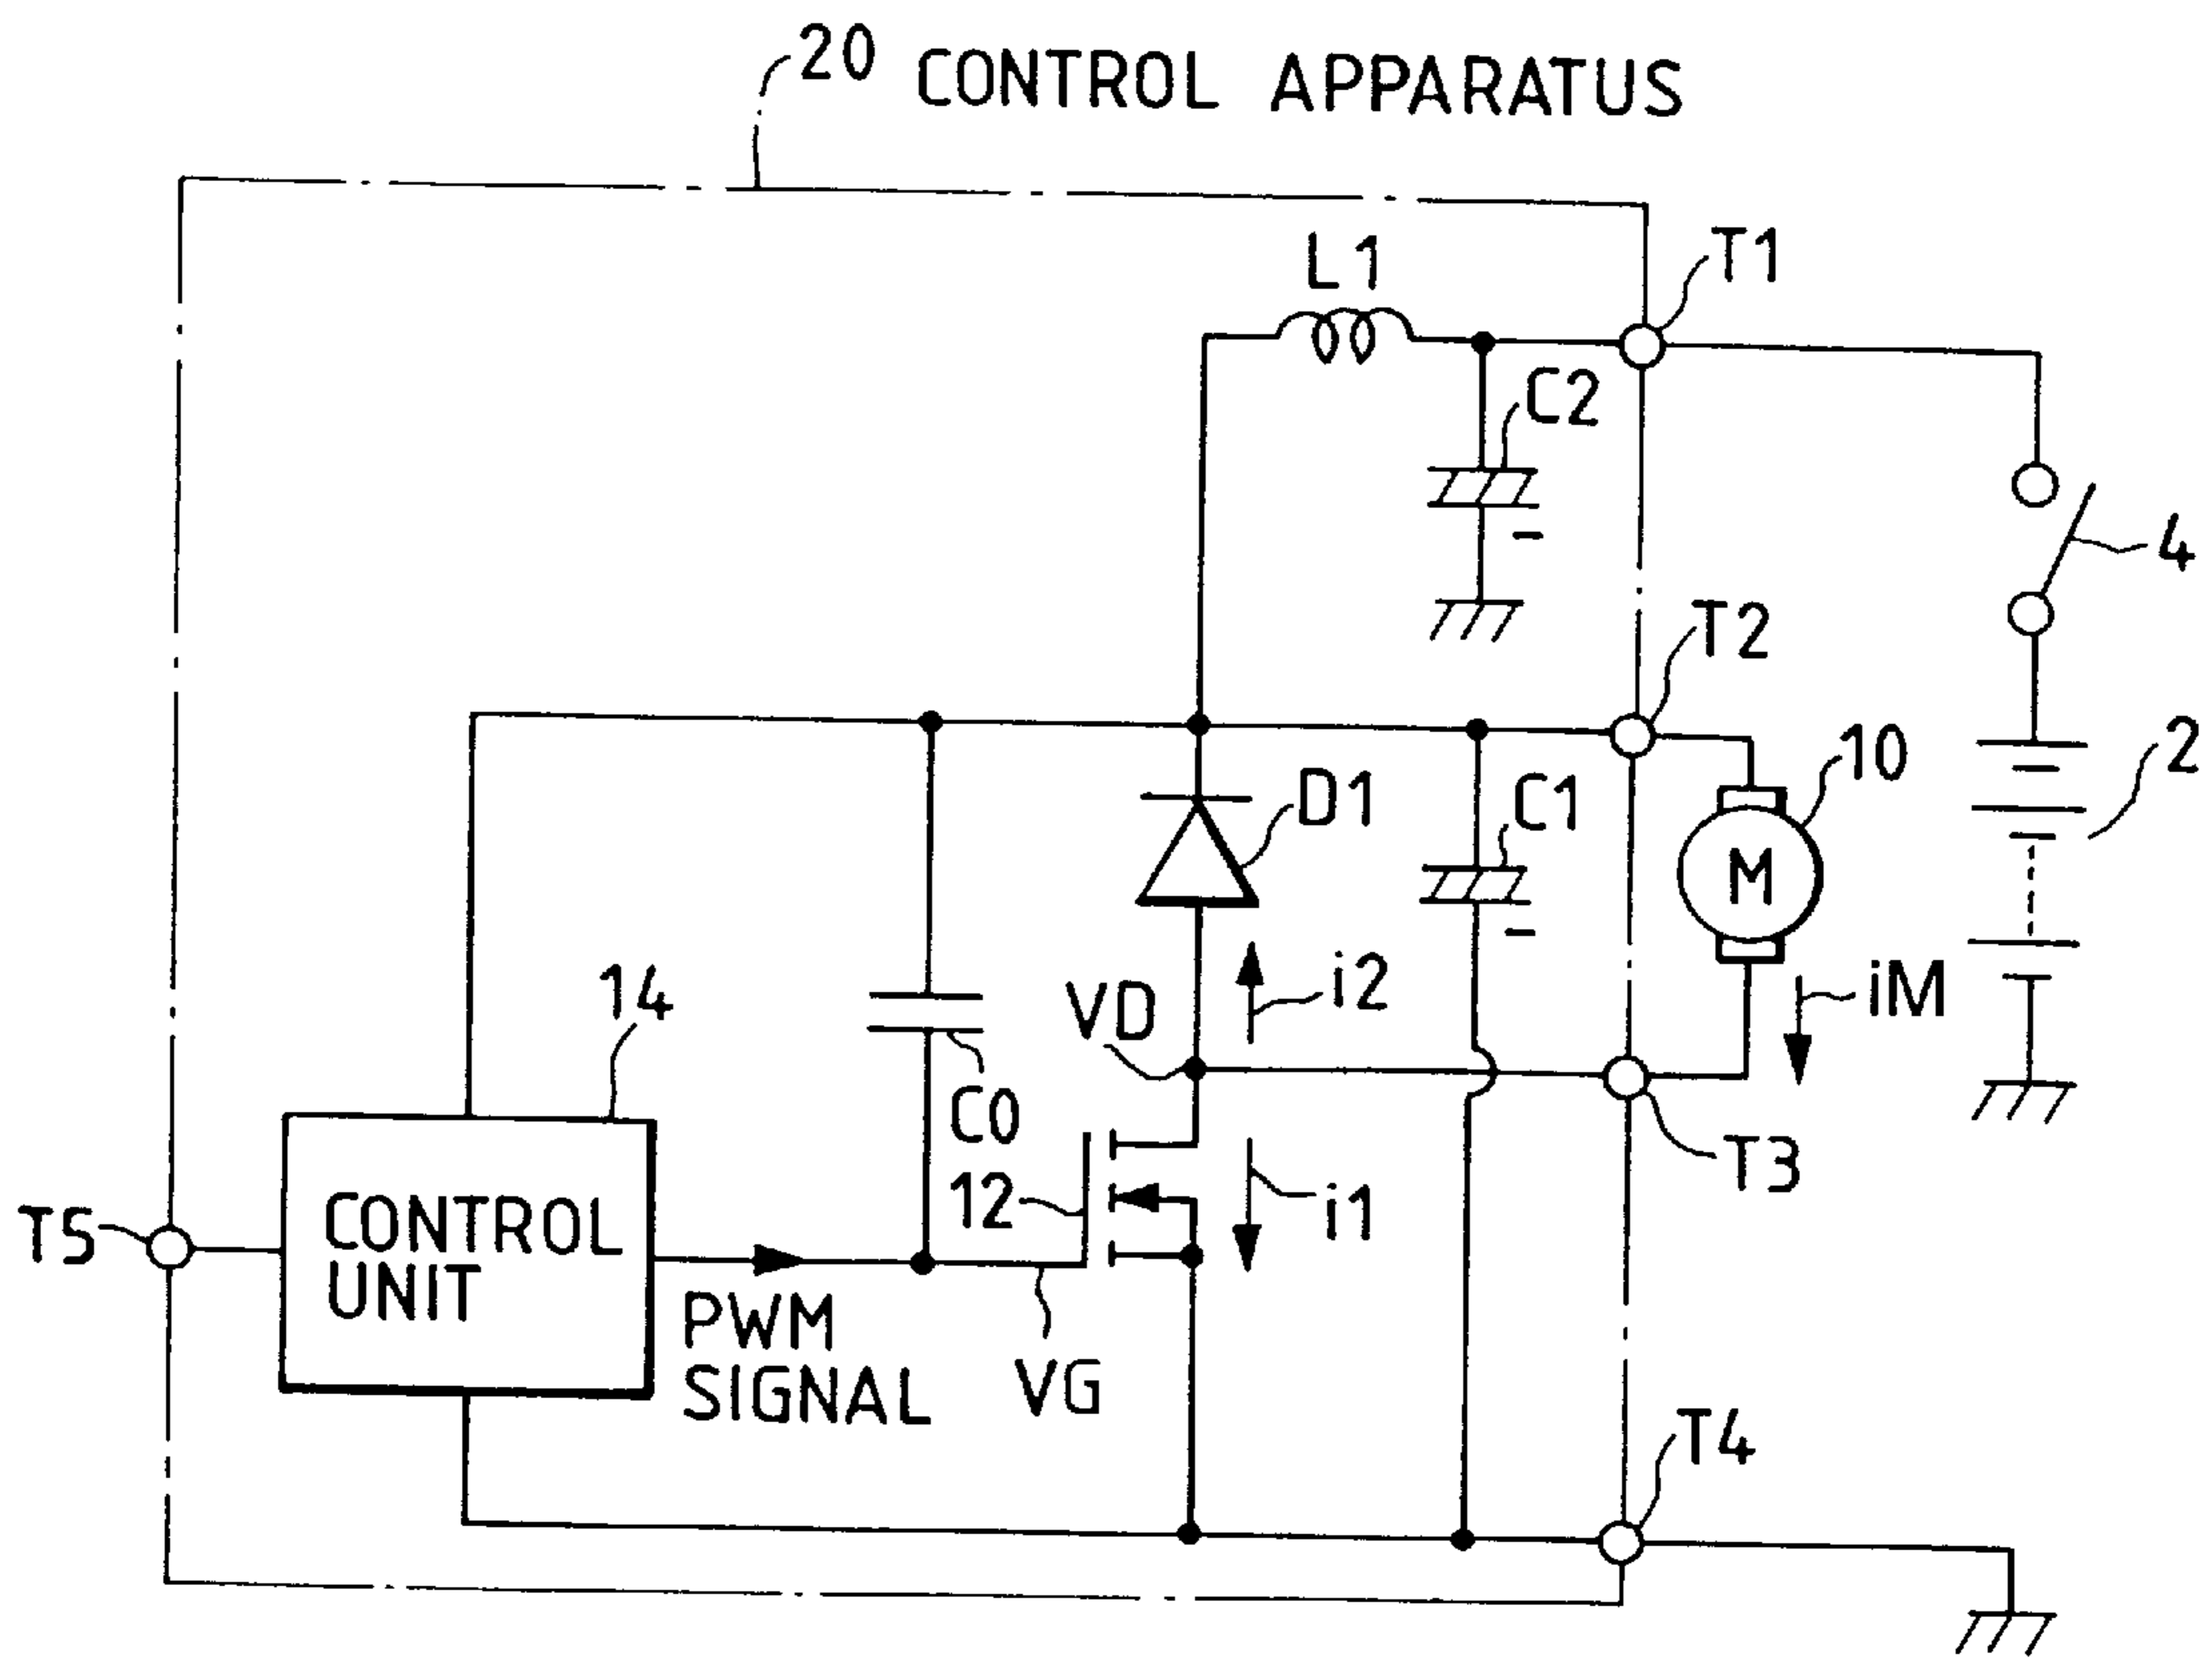 20 CONTROL APPARATUS
L1
T1
C2
4
T2
10
2
D1
C1
M
14
VD
i2
iM
C0
12
T3
T5
CONTROL
UNIT
i1
PWM
SIGNAL
VG
T4